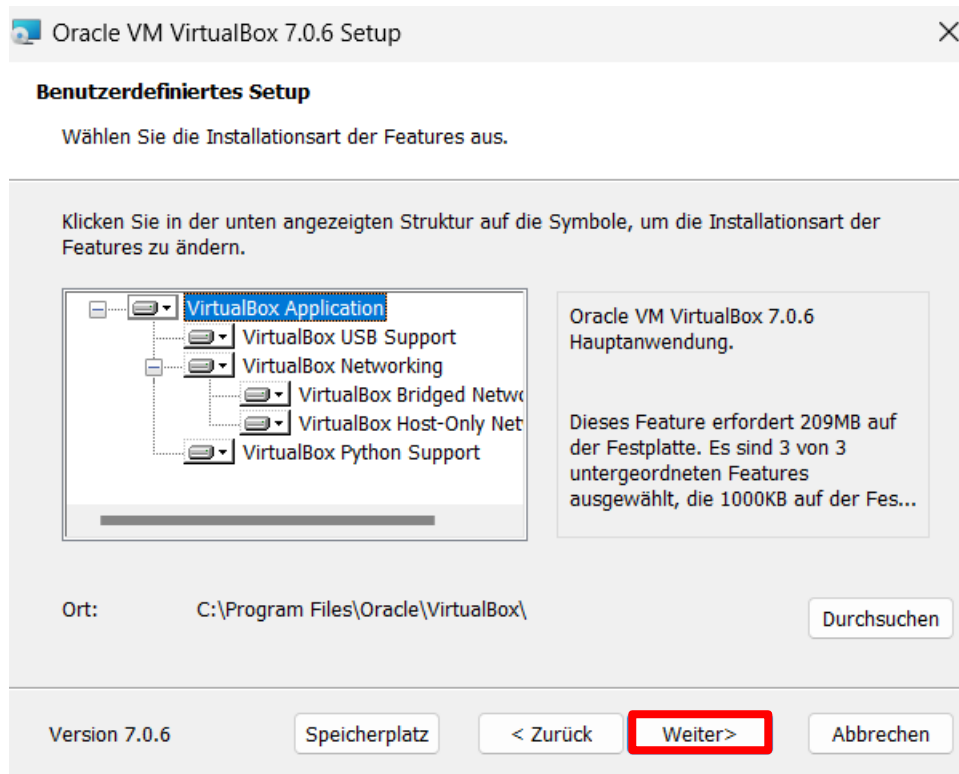 Oracle VM VirtualBox 7.0.6 Setup
Benutzerdefiniertes Setup
Wählen Sie die Installationsart der Features aus.
Klicken Sie in der unten angezeigten Struktur auf die Symbole, um die Installationsart der
Features zu ändern.
VirtualBox Application
VirtualBox USB Support
VirtualBox Networking
VirtualBox Bridged Netwo
VirtualBox Host-Only Net
VirtualBox Python Support
Oracle VM VirtualBox 7.0.6
Hauptanwendung.
Dieses Feature erfordert 209MB auf
der Festplatte. Es sind 3 von 3
untergeordneten Features
ausgewählt, die 1000KB auf der Fes...
Ort: C:\Program Files\Oracle\VirtualBox\
Durchsuchen
Version 7.0.6 Speicherplatz < Zurück Weiter> Abbrechen